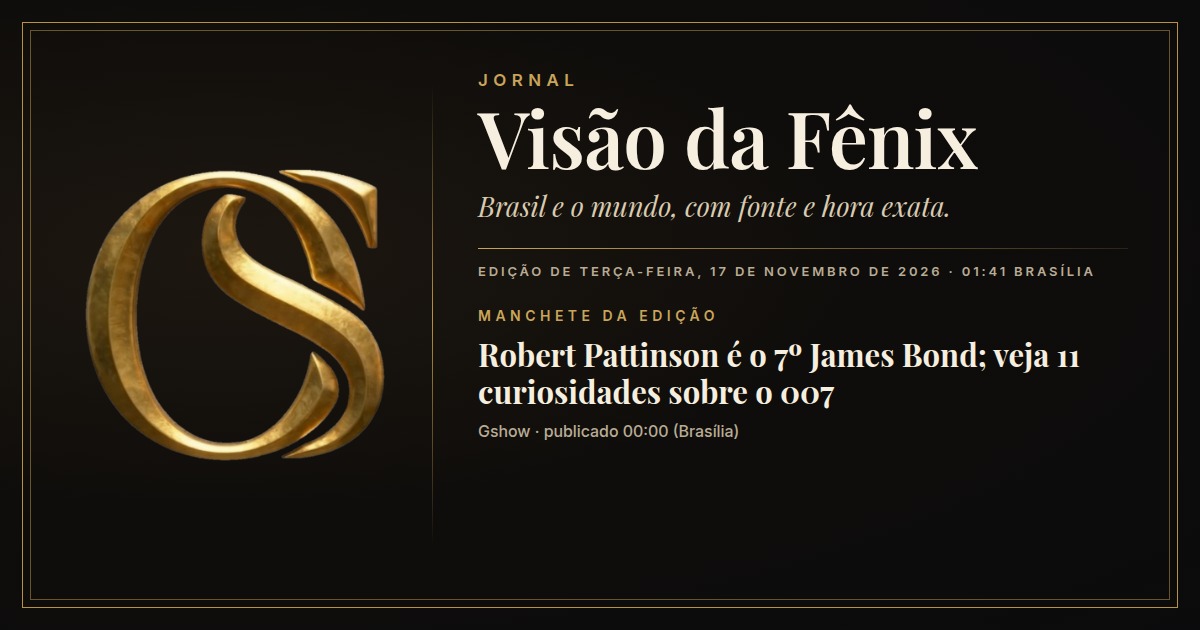 JORNAL
Visão da Fênix
Brasil e o mundo, com fonte e hora exata.
EDIÇÃO DE TERÇA-FEIRA, 17 DE NOVEMBRO DE 2026 · 01:41 BRASÍLIA
MANCHETE DA EDIÇÃO
Robert Pattinson é o 7º James Bond; veja 11
curiosidades sobre o 007
Gshow · publicado 00:00 (Brasília)